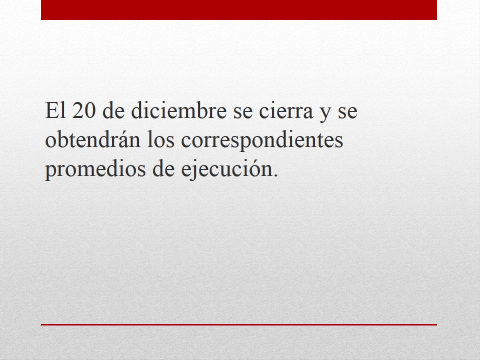 El 20 de diciembre se cierra y se
obtendrán los correspondientes
promedios de ejecución.